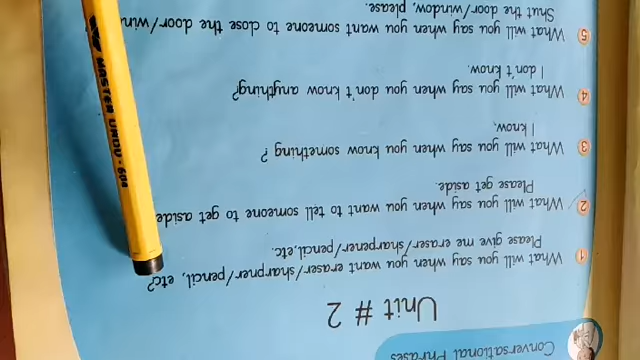 Conversational Phrases
Unit # 2
1 What will you say when you want eraser/sharpner/pencil, etc?
Please give me eraser/sharpener/pencil,etc.
2 What will you say when you want to tell someone to get aside
Please get aside.
3 What will you say when you know something ?
I know.
4 What will you say when you don't know anything?
I don't know.
5 What will you say when you want someone to close the door/win
Shut the door/window, please.
MASTER UNDU - 604